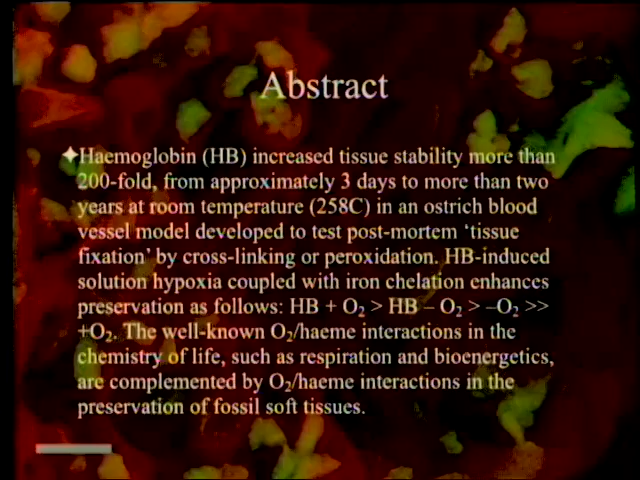 Abstract
✦Haemoglobin (HB) increased tissue stability more than
200-fold, from approximately 3 days to more than two
years at room temperature (258C) in an ostrich blood
vessel model developed to test post-mortem ‘tissue
fixation’ by cross-linking or peroxidation. HB-induced
solution hypoxia coupled with iron chelation enhances
preservation as follows: HB + O₂ > HB – O₂ > –O₂ >>
+O₂. The well-known O₂/haeme interactions in the
chemistry of life, such as respiration and bioenergetics,
are complemented by O₂/haeme interactions in the
preservation of fossil soft tissues.